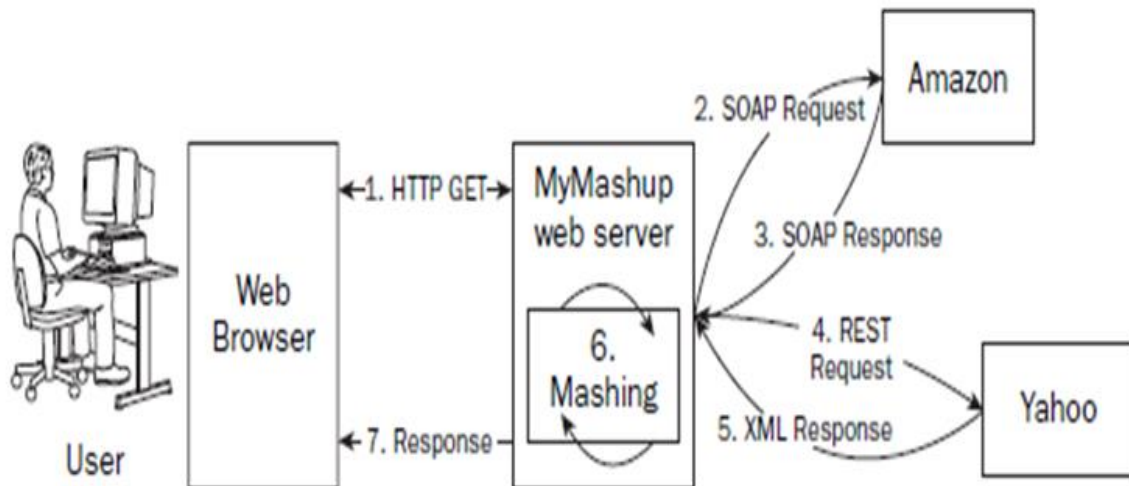 User
Web
Browser
1. HTTP GET
MyMashup
web server
6.
Mashing
7. Response
2. SOAP Request
Amazon
3. SOAP Response
4. REST
Request
5. XML Response
Yahoo